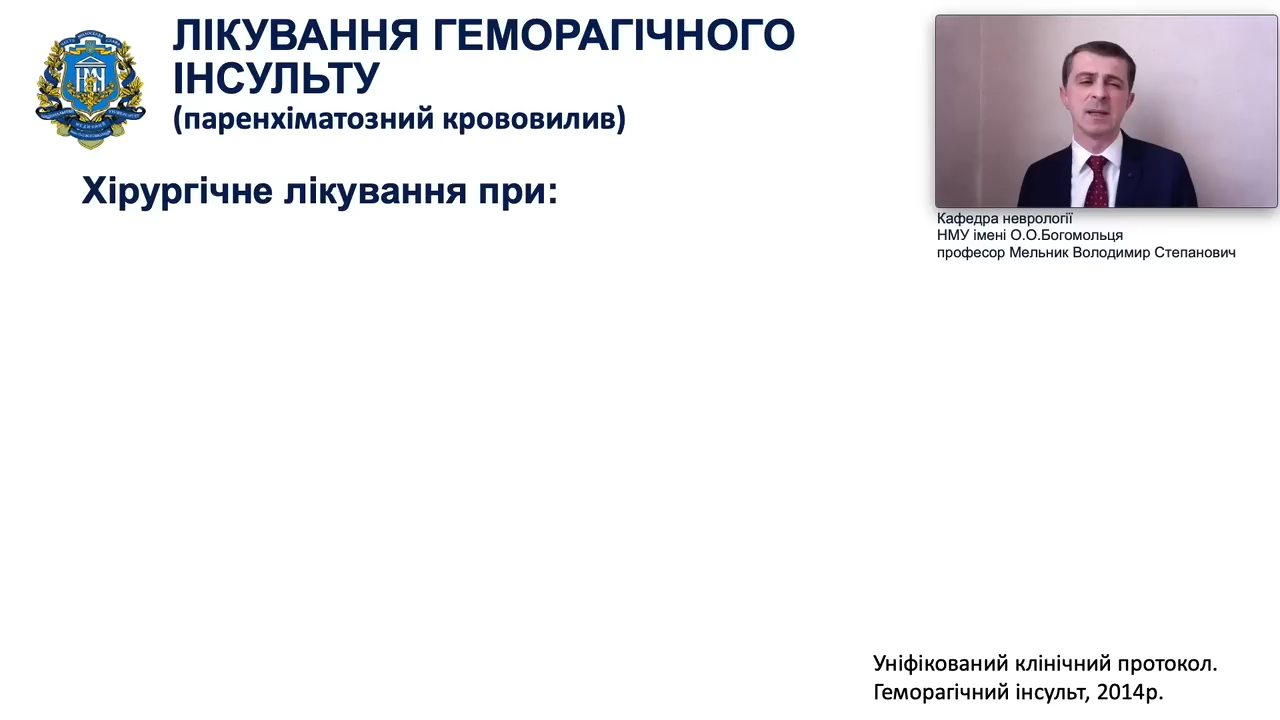 ЛІКУВАННЯ ГЕМОРАГІЧНОГО
ІНСУЛЬТУ
(паренхіматозний крововилив)
Хірургічне лікування при:
Кафедра неврології
НМУ імені О.О.Богомольця
професор Мельник Володимир Степанович
Уніфікований клінічний протокол.
Геморагічний інсульт, 2014р.